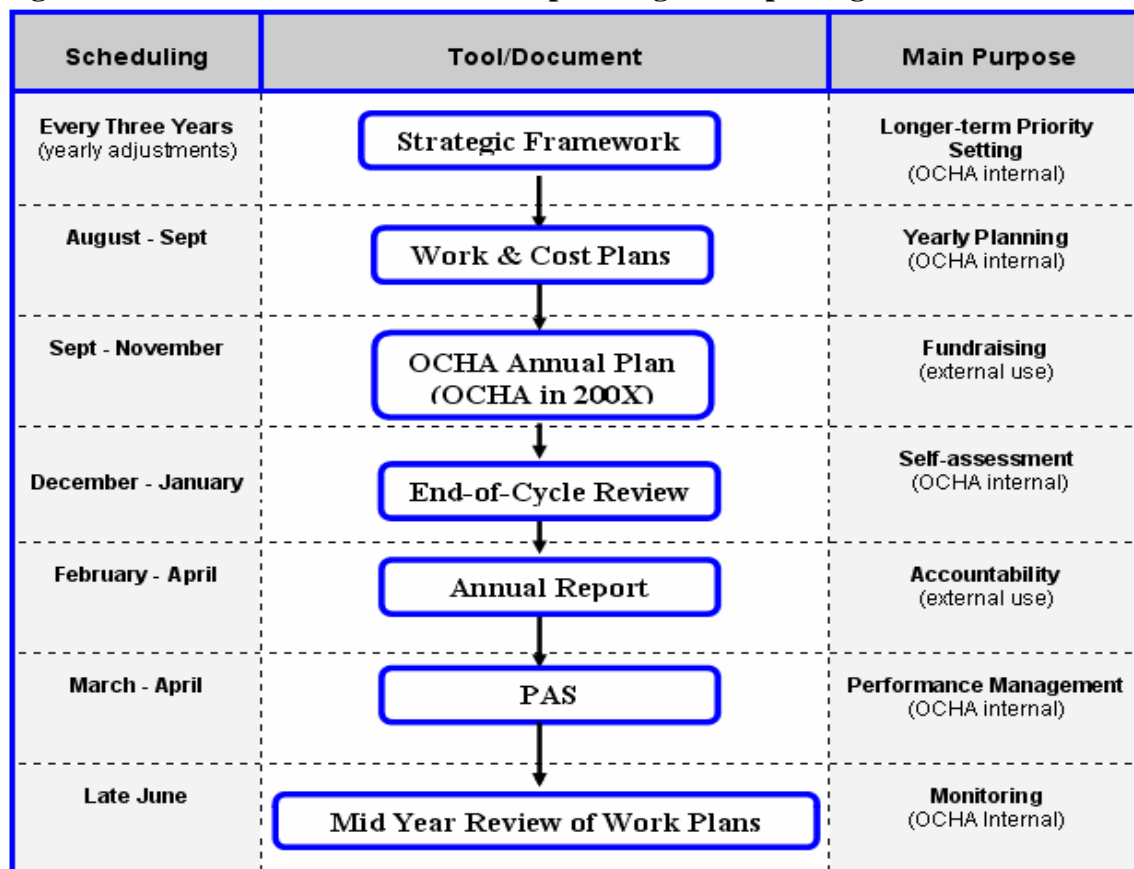 Scheduling
Tool/Document
Main Purpose
Every Three Years
(yearly adjustments)
Strategic Framework
Longer-term Priority
Setting
(OCHA internal)
August - Sept
Work & Cost Plans
Yearly Planning
(OCHA internal)
Sept - November
OCHA Annual Plan
(OCHA in 200X)
Fundraising
(external use)
December - January
End-of-Cycle Review
Self-assessment
(OCHA internal)
February - April
Annual Report
Accountability
(external use)
March - April
PAS
Performance Management
(OCHA internal)
Late June
Mid Year Review of Work Plans
Monitoring
(OCHA Internal)